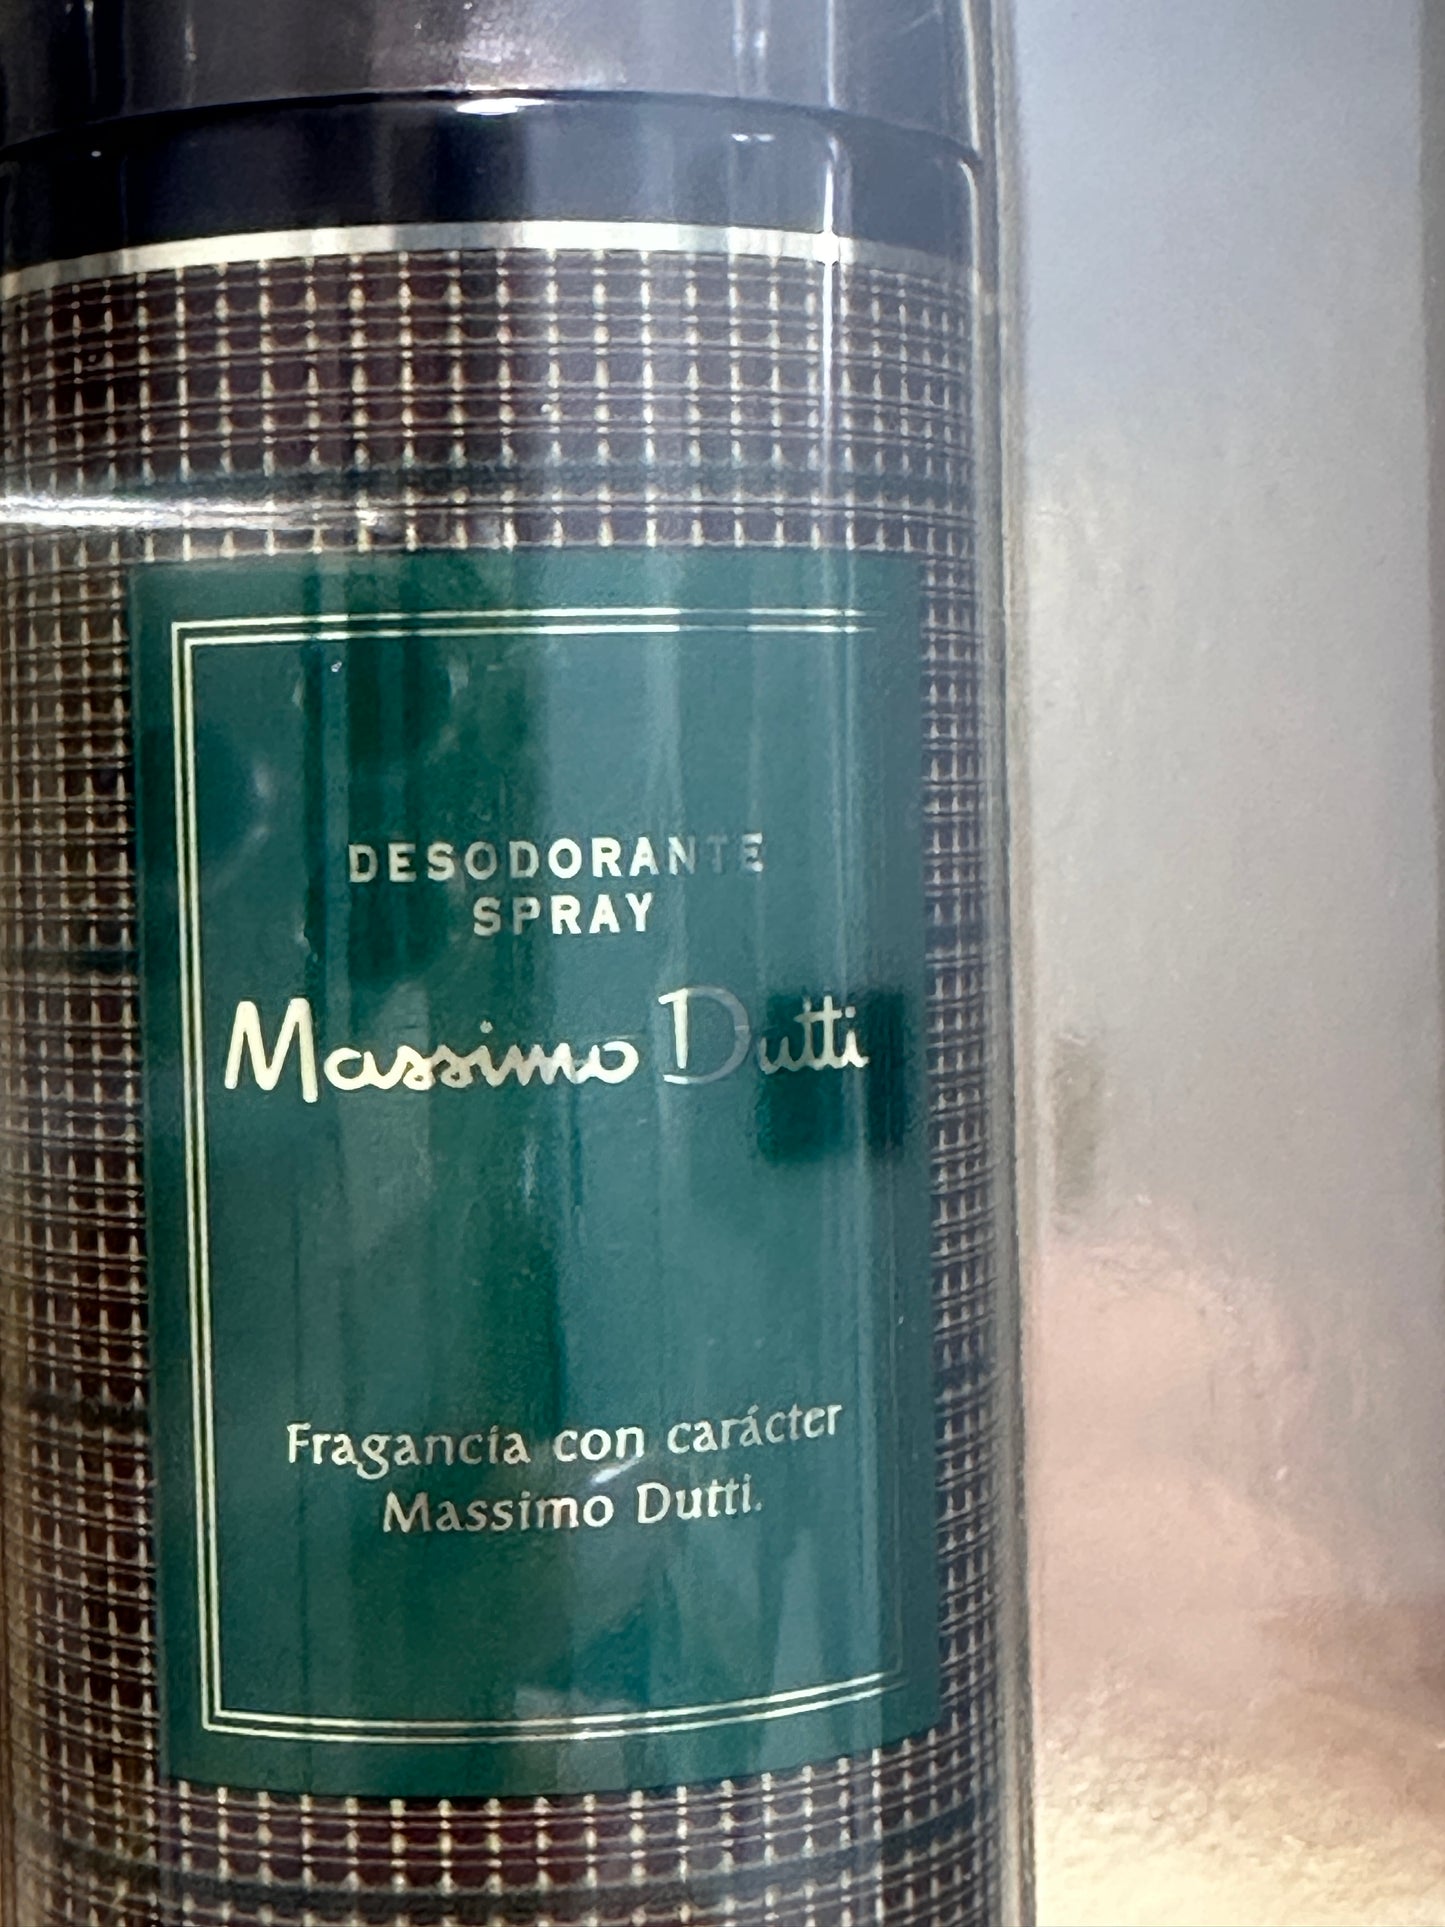 DESODORANTE
SPRAY
Massimo Dutti
Fragancia con carácter
Massimo Dutti.